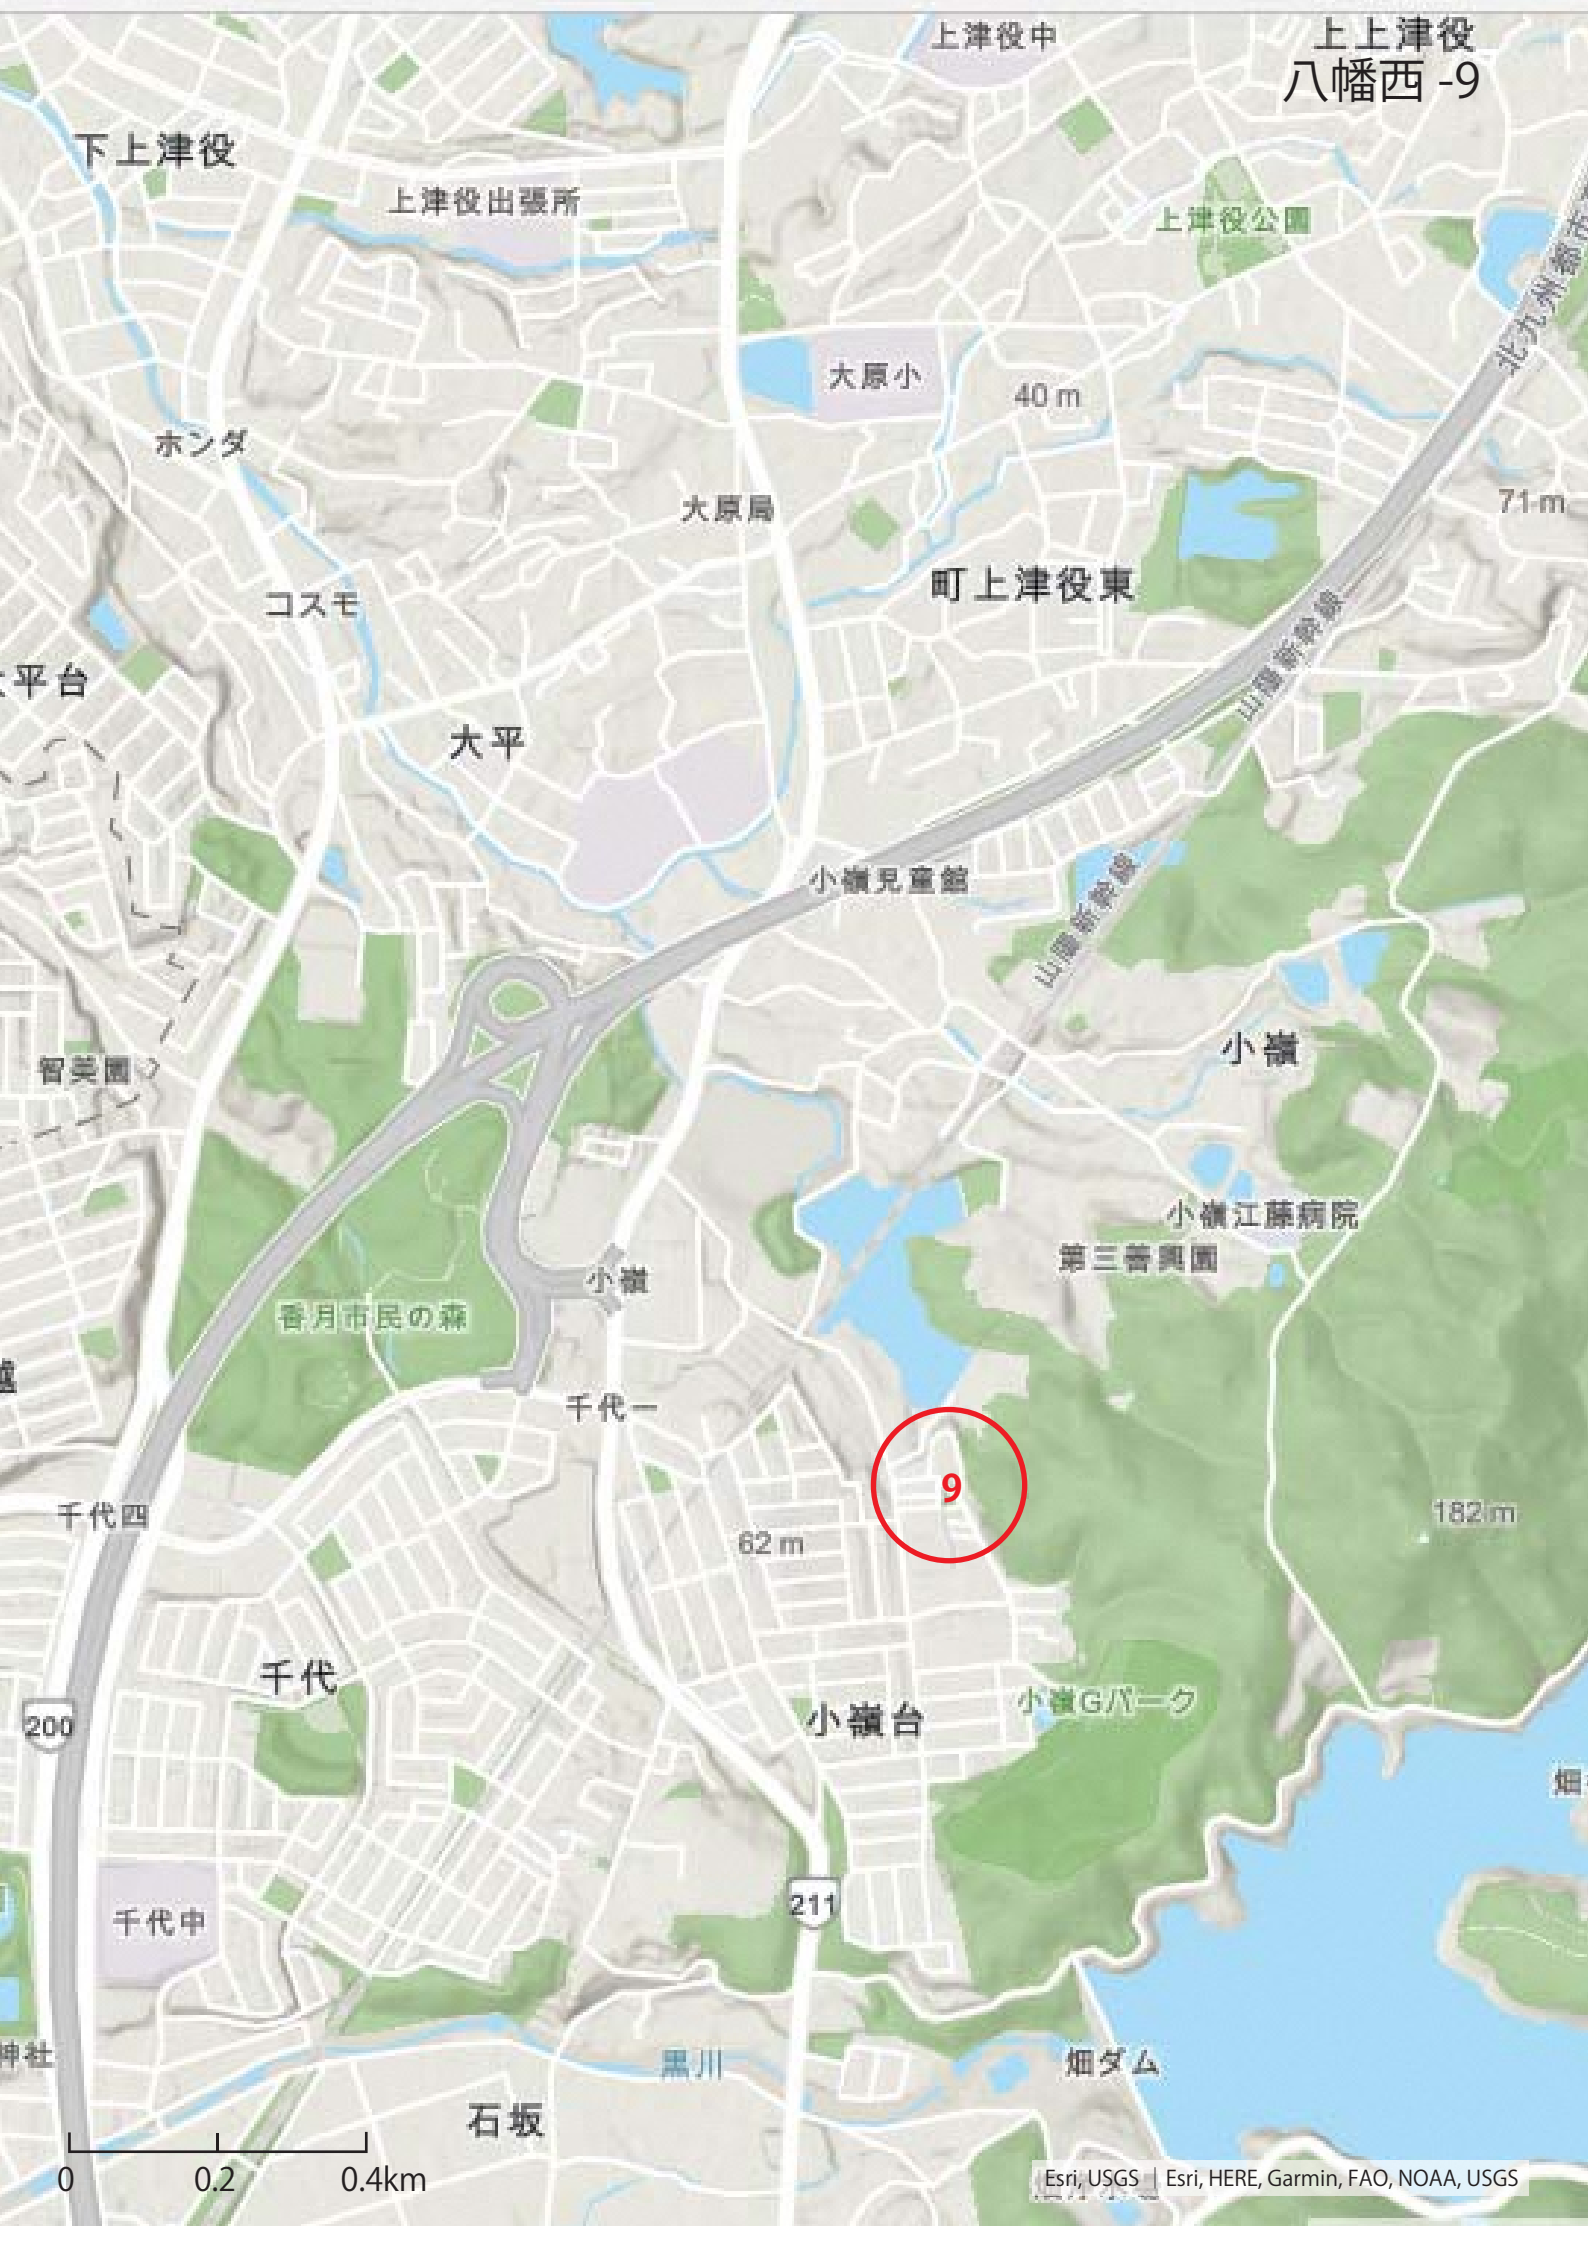 上津役中
上上津役
八幡西 -9
下上津役
上津役出張所
上津役公園
北九州都市
大原小
40 m
ホンダ
71 m
大原局
町上津役東
コスモ
山陽新幹線
平台
大平
小嶺児童館
山陽新幹線
小嶺
智美園
小嶺江藤病院
第三善興園
小嶺
香月市民の森
越
千代一
9
千代四
182 m
62 m
千代
小嶺Gパーク
200
小嶺台
畑
211
千代中
神社
黒川
畑ダム
石坂
0 0.2 0.4km
Esri, USGS | Esri, HERE, Garmin, FAO, NOAA, USGS